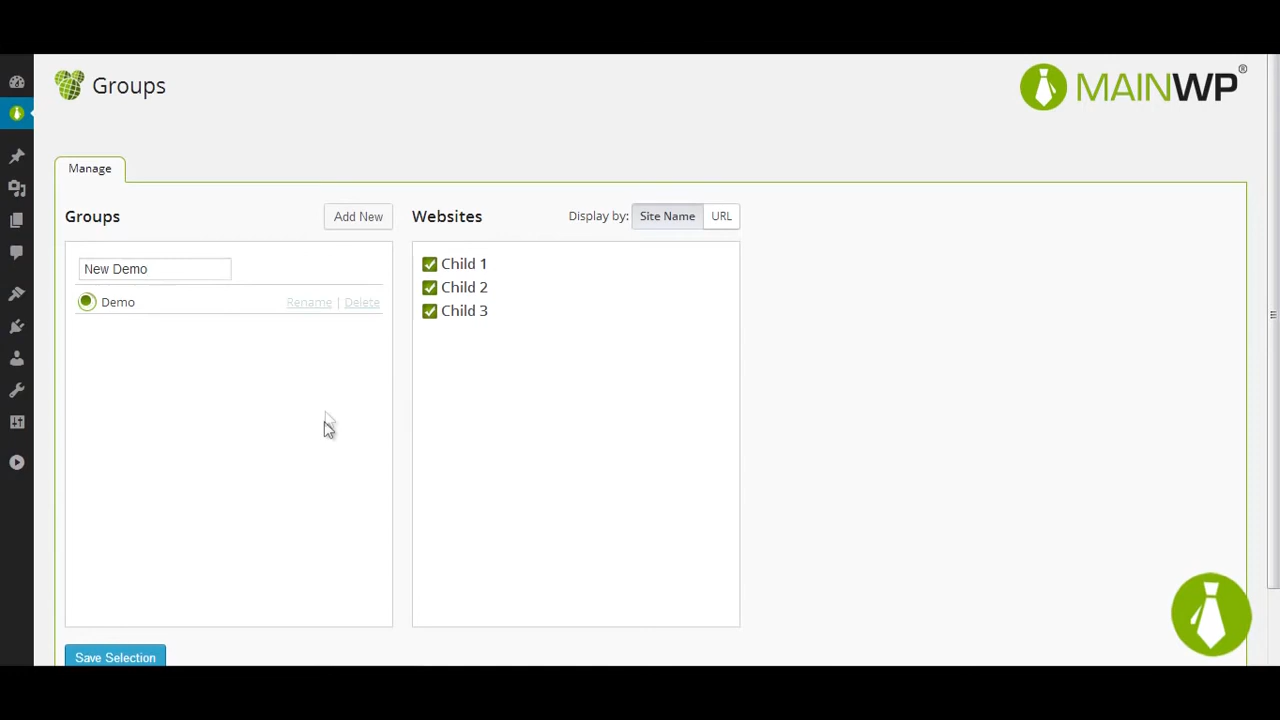 Groups
MAINWP®
Manage
Groups
Add New
Websites
Display by: Site Name URL
New Demo
Demo
Rename | Delete
Child 1
Child 2
Child 3
Save Selection